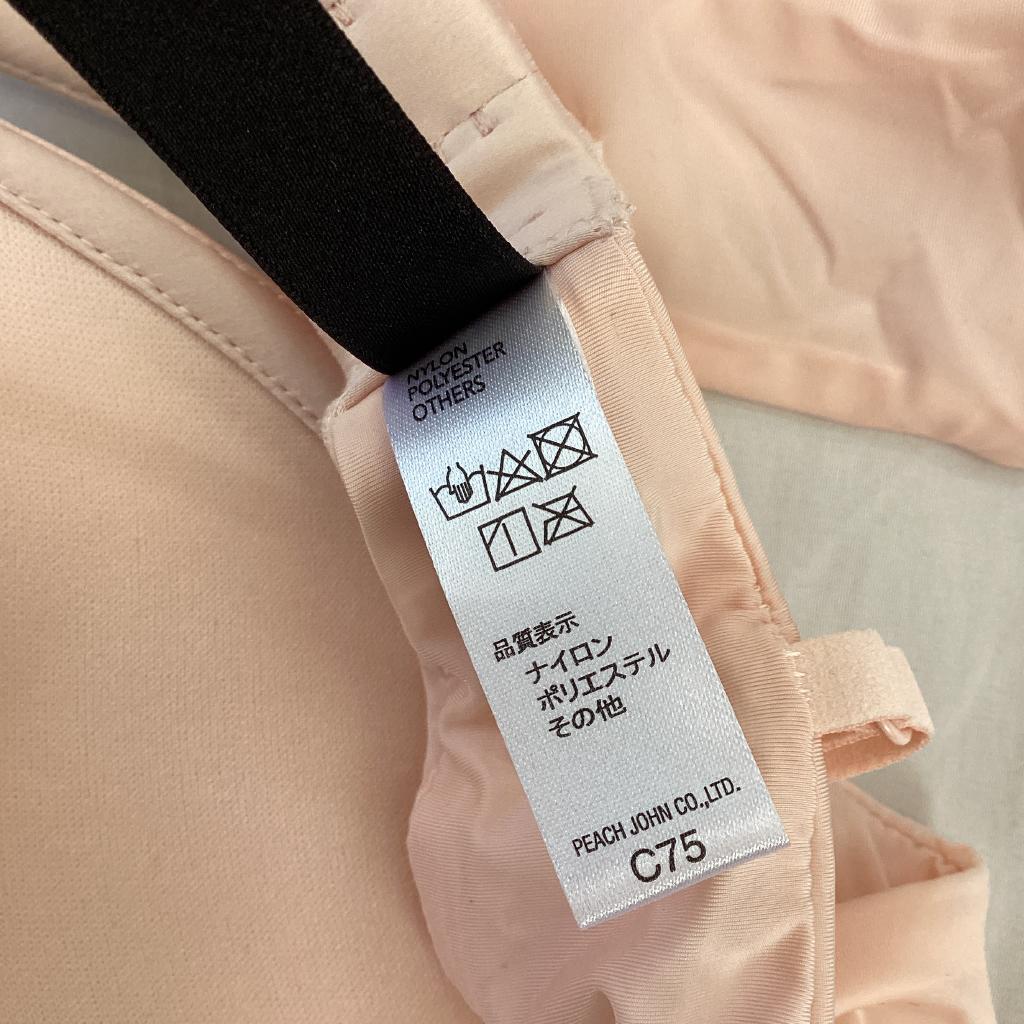 NYLON
POLYESTER
OTHERS
品質表示
ナイロン
ポリエステル
その他
PEACH JOHN CO.,LTD.
C75